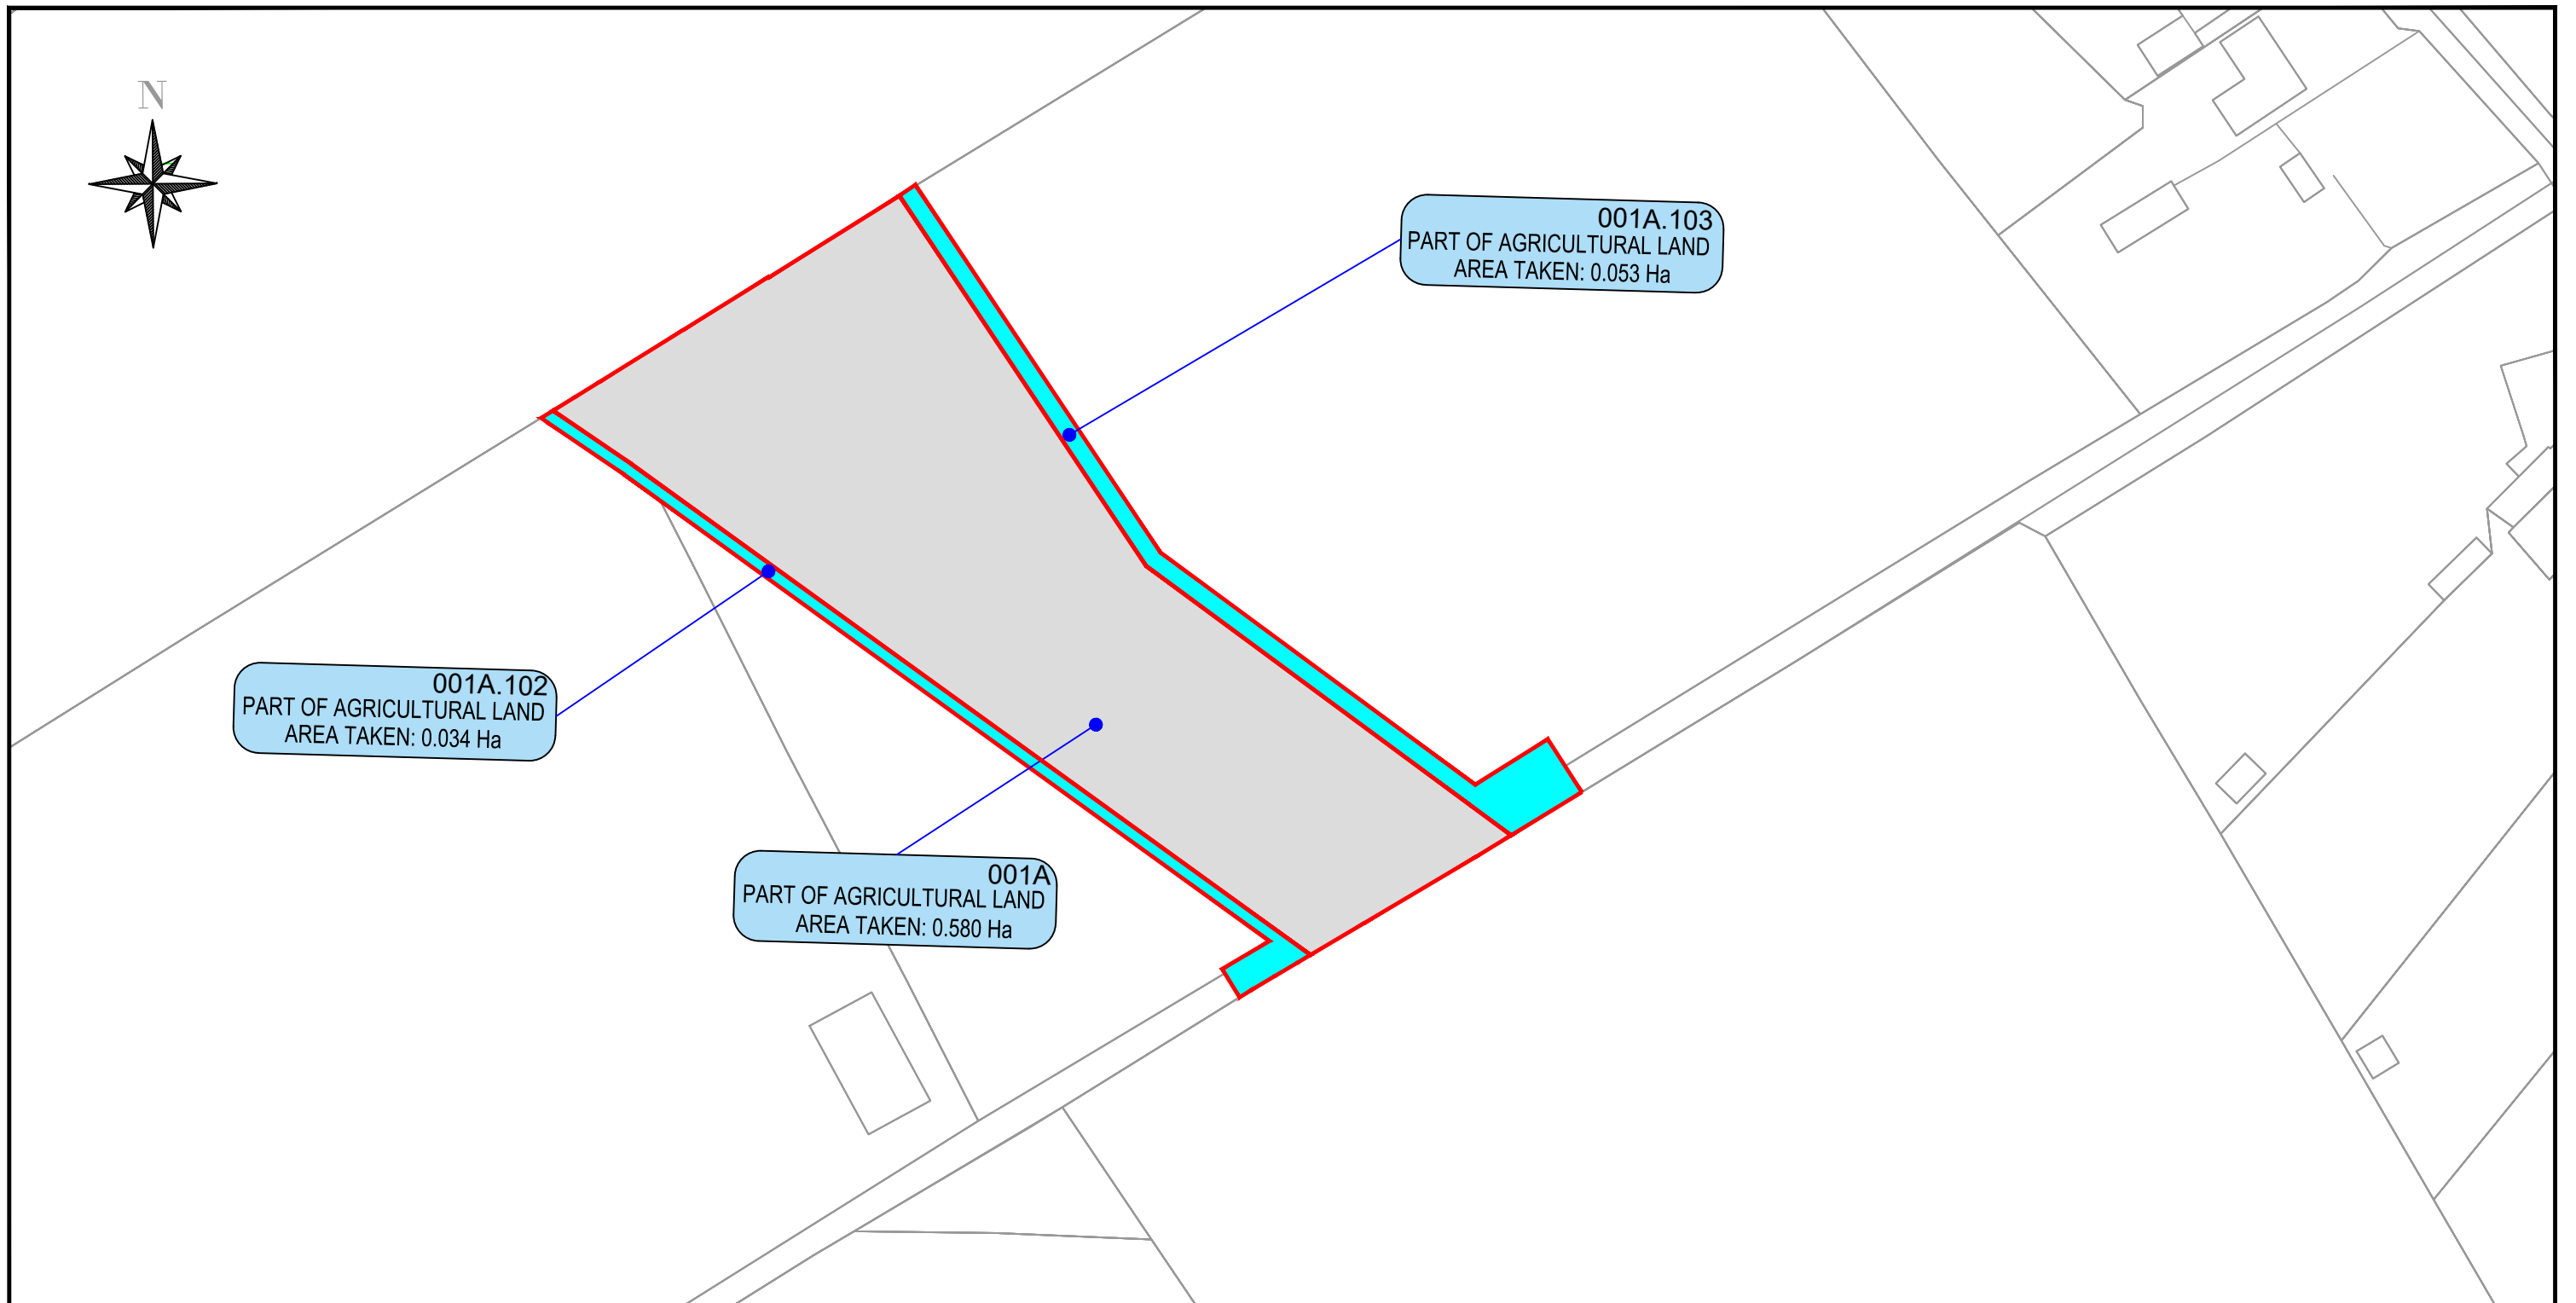 N
001A.103
PART OF AGRICULTURAL LAND
AREA TAKEN: 0.053 Ha
001A.102
PART OF AGRICULTURAL LAND
AREA TAKEN: 0.034 Ha
001A
PART OF AGRICULTURAL LAND
AREA TAKEN: 0.580 Ha